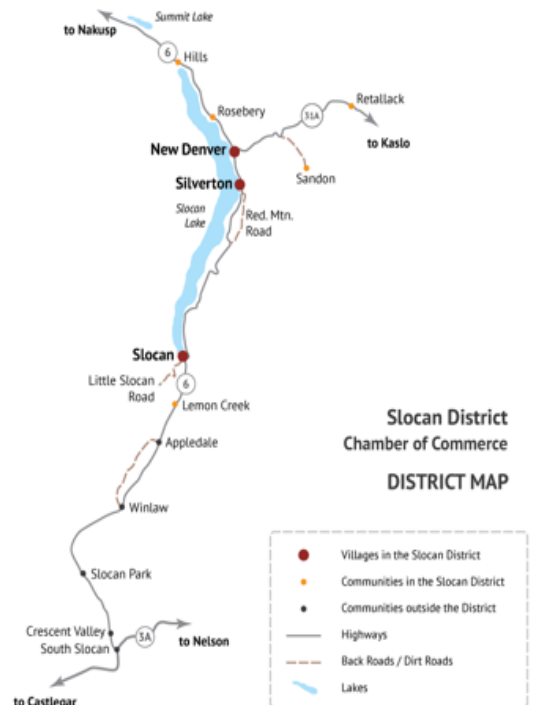 Summit Lake
to Nakusp
6
Hills
Retallack
31A
Rosebery
to Kaslo
New Denver
Sandon
Silverton
Slocan
Lake
Red. Mtn.
Road
Slocan
Little Slocan
Road
6
Lemon Creek
Slocan District
Chamber of Commerce
DISTRICT MAP
Appledale
Winlaw
Slocan Park
Crescent Valley
South Slocan
3A
to Nelson
to Castlegar
Villages in the Slocan District
Communities in the Slocan District
Communities outside the District
Highways
Back Roads / Dirt Roads
Lakes